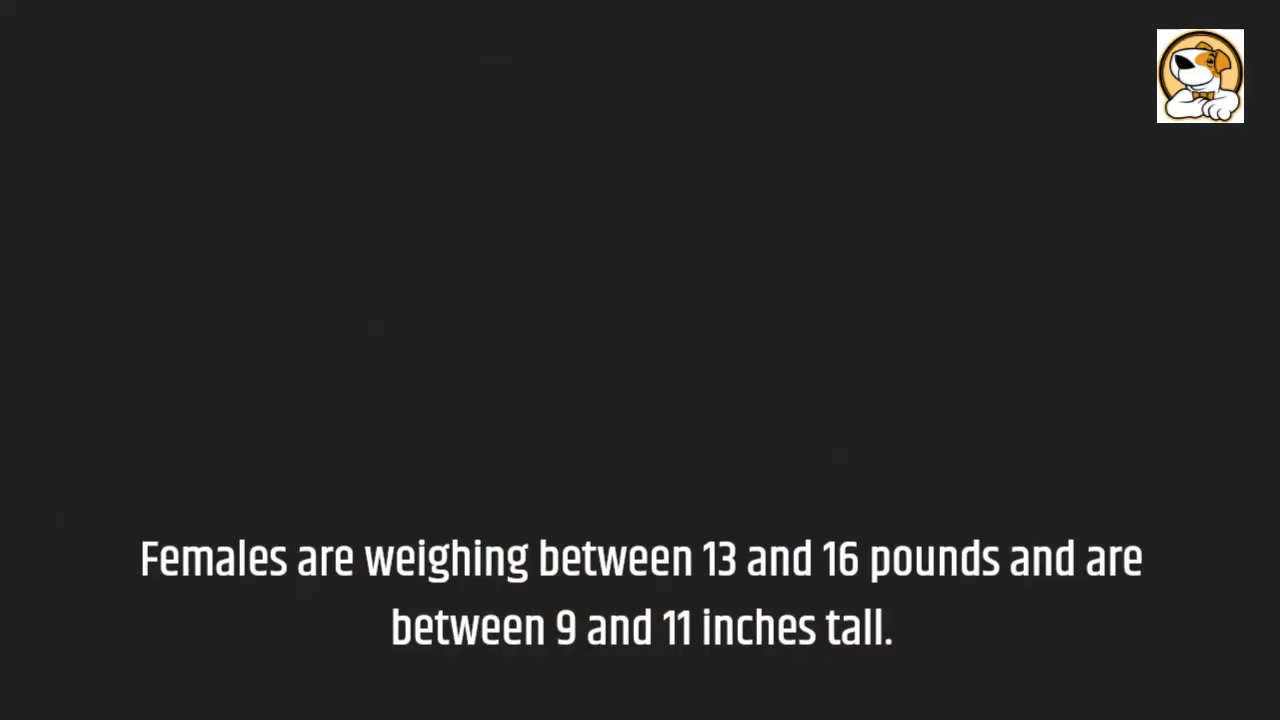 Females are weighing between 13 and 16 pounds and are
between 9 and 11 inches tall.